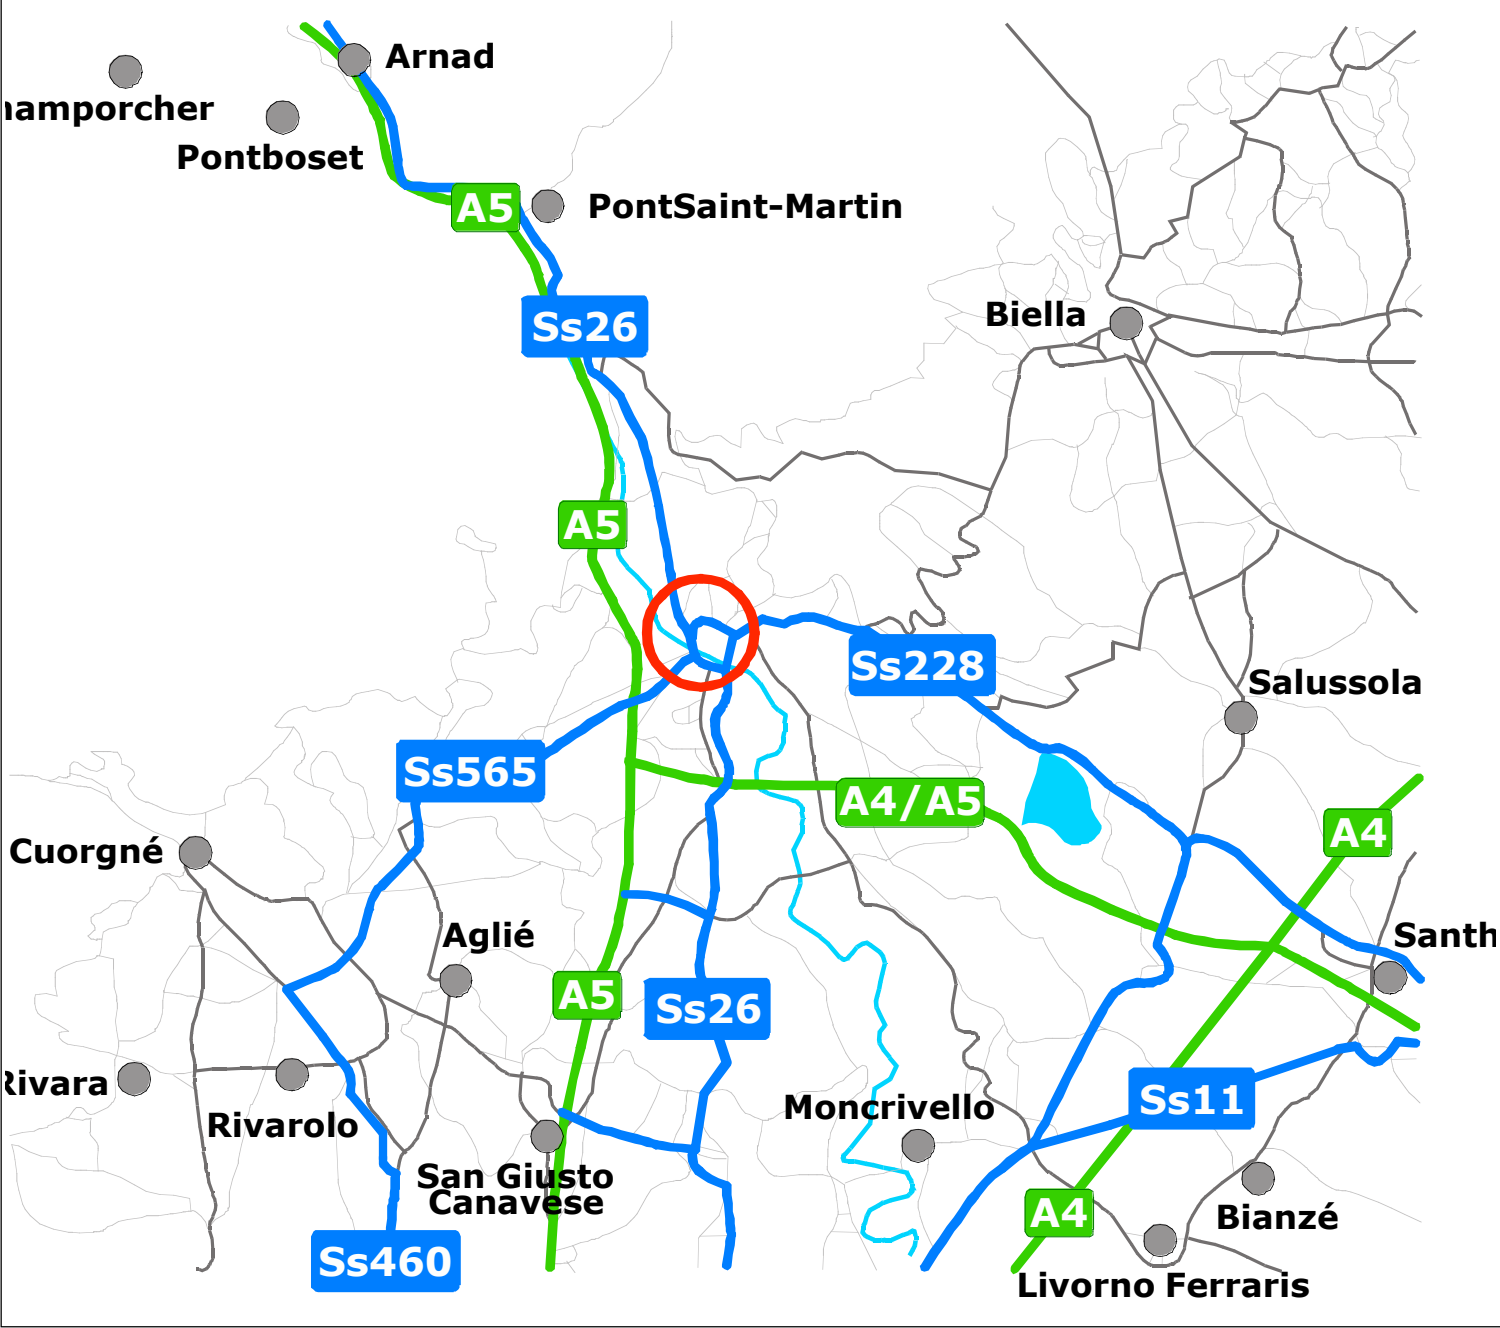 Arnad
hamporcher
Pontboset
A5
PontSaint-Martin
Biella
Ss26
A5
Ss228
Salussola
Ss565
A4/A5
A4
Cuorgné
Aglié
Santh
A5
Ss26
Rivara
Rivarolo
Moncrivello
Ss11
San Giusto
Canavese
A4
Bianzé
Ss460
Livorno Ferraris